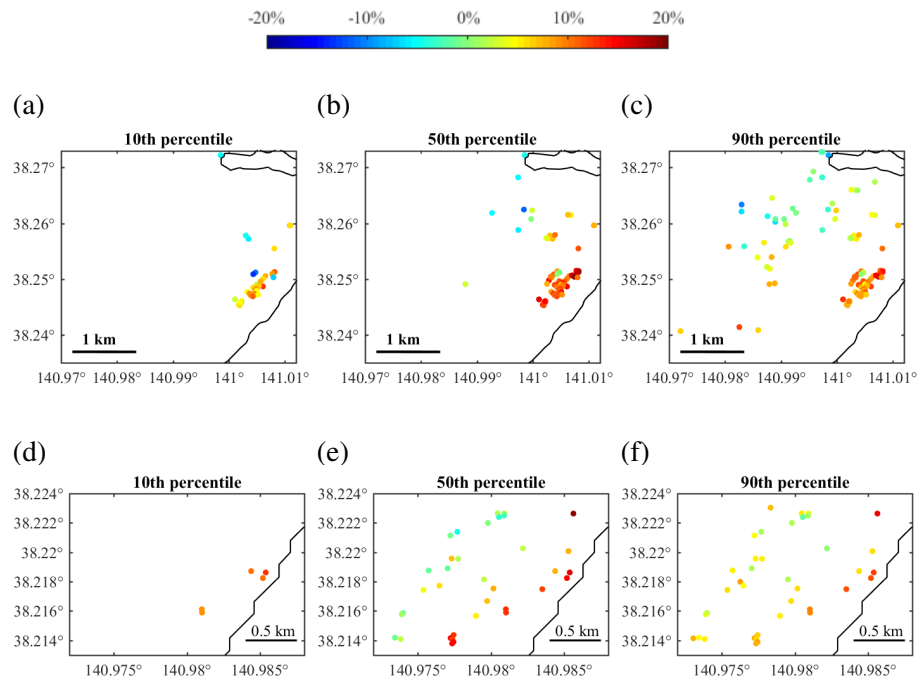 -20% -10% 0% 10% 20%
(a) (b) (c)
10th percentile 50th percentile 90th percentile
38.27° 38.27° 38.27°
38.26° 38.26° 38.26°
38.25° 38.25° 38.25°
38.24° 38.24° 38.24°
1 km 1 km 1 km
140.97° 140.98° 140.99° 141° 141.01° 140.97° 140.98° 140.99° 141° 141.01° 140.97° 140.98° 140.99° 141° 141.01°
(d) (e) (f)
10th percentile 50th percentile 90th percentile
38.224° 38.224° 38.224°
38.222° 38.222° 38.222°
38.22° 38.22° 38.22°
38.218° 38.218° 38.218°
38.216° 38.216° 38.216°
38.214° 38.214° 38.214°
0.5 km 0.5 km 0.5 km
140.975° 140.98° 140.985° 140.975° 140.98° 140.985° 140.975° 140.98° 140.985°